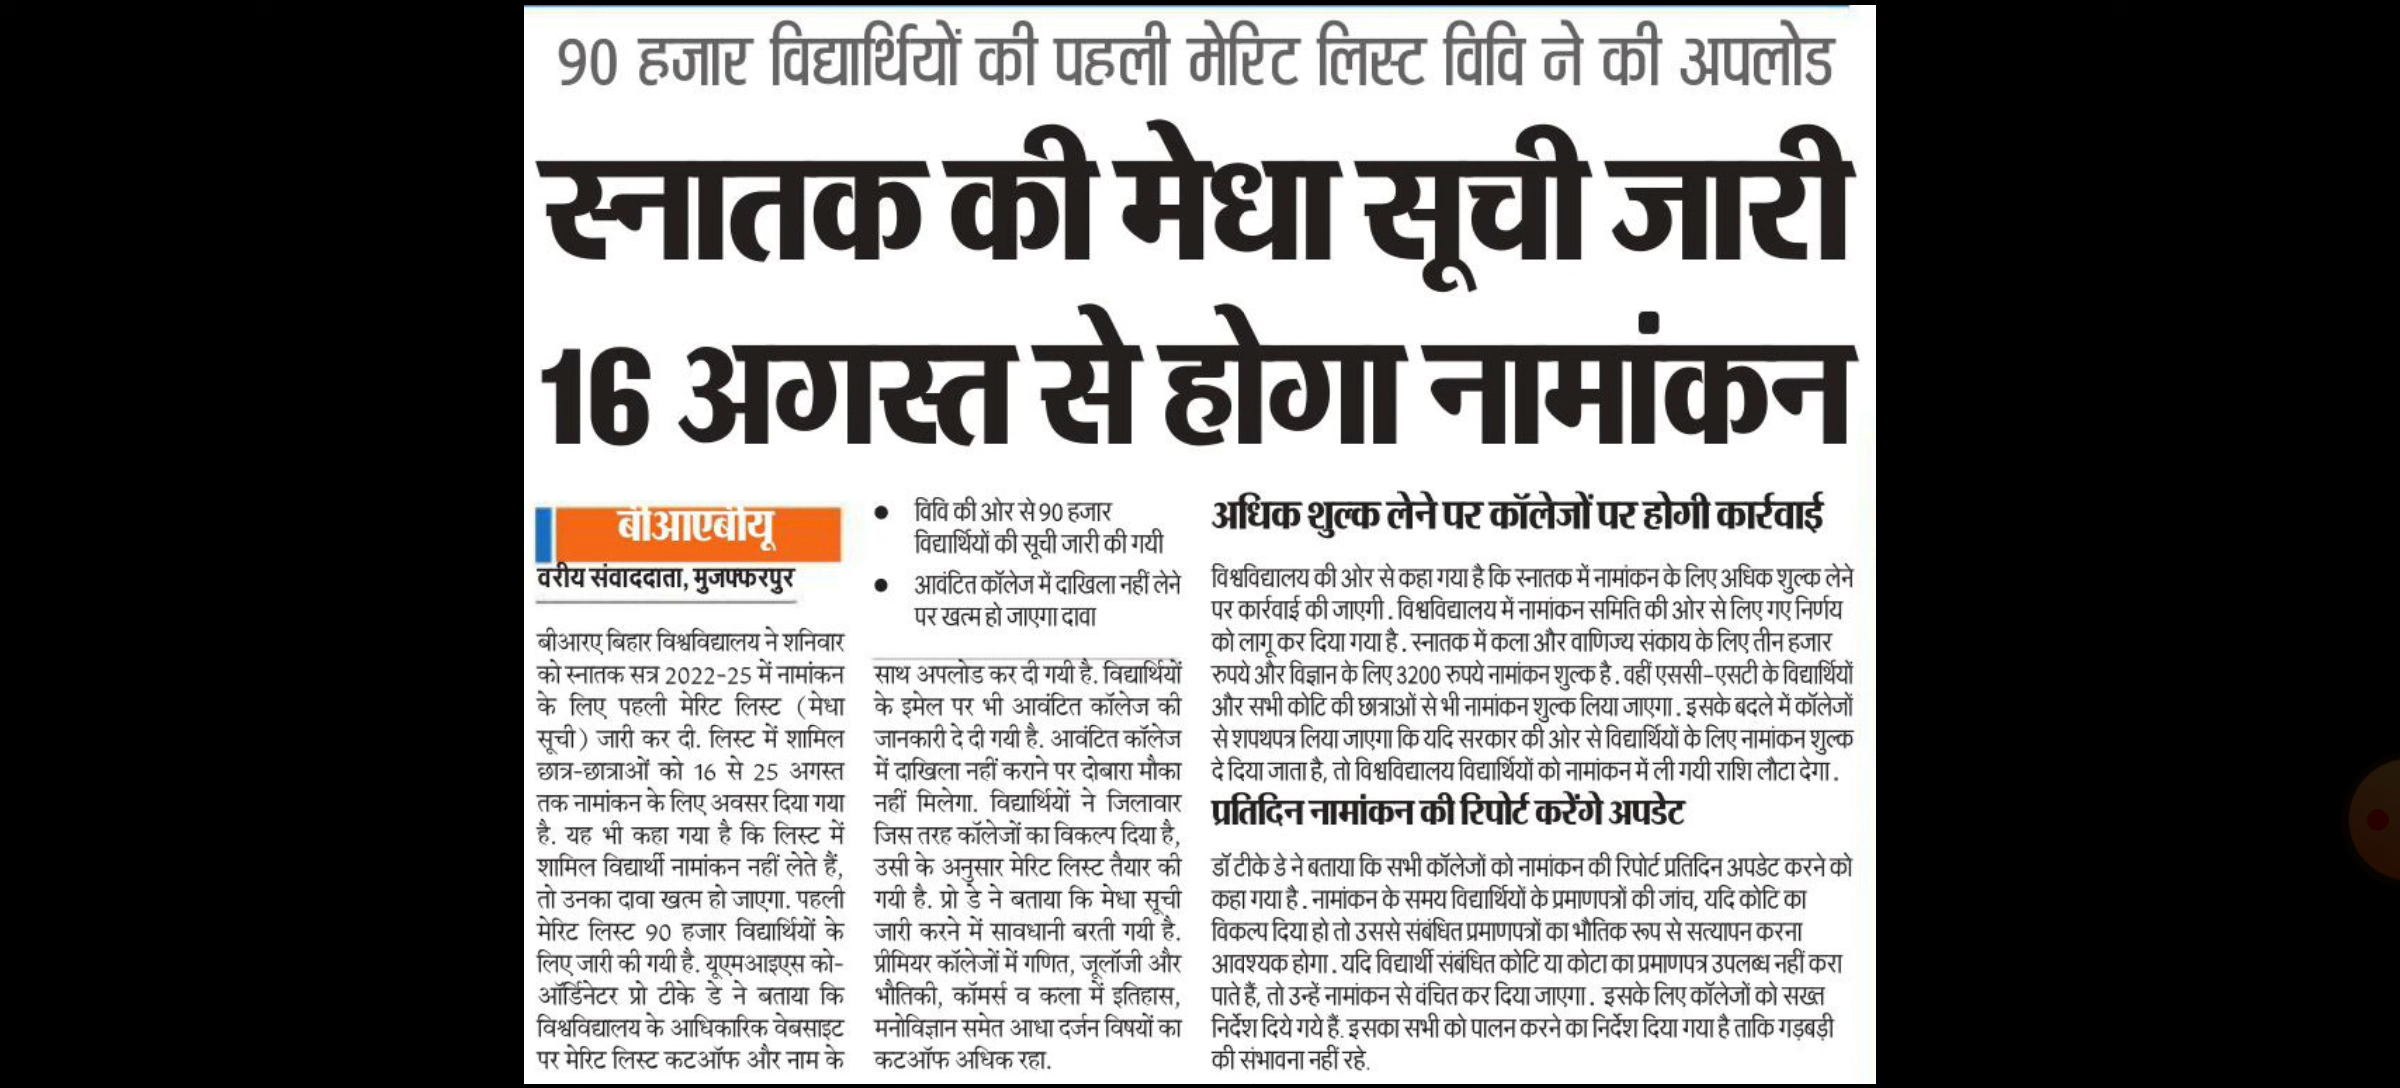 90 हजार विद्यार्थियों की पहली मेरिट लिस्ट विवि ने की अपलोड
स्नातक की मेधा सूची जारी
16 अगस्त से होगा नामांकन
बीआएबीयू
वरीय संवाददाता, मुजफ्फरपुर
बीआरए बिहार विश्वविद्यालय ने शनिवार
को स्नातक सत्र 2022-25 में नामांकन
के लिए पहली मेरिट लिस्ट (मेधा
सूची) जारी कर दी. लिस्ट में शामिल
छात्र-छात्राओं को 16 से 25 अगस्त
तक नामांकन के लिए अवसर दिया गया
है. यह भी कहा गया है कि लिस्ट में
शामिल विद्यार्थी नामांकन नहीं लेते हैं,
तो उनका दावा खत्म हो जाएगा. पहली
मेरिट लिस्ट 90 हजार विद्यार्थियों के
लिए जारी की गयी है. यूएमआइएस को-
ऑर्डिनेटर प्रो टीके डे ने बताया कि
विश्वविद्यालय के आधिकारिक वेबसाइट
पर मेरिट लिस्ट कटऑफ और नाम के
● विवि की ओर से 90 हजार
विद्यार्थियों की सूची जारी की गयी
● आवंटित कॉलेज में दाखिला नहीं लेने
पर खत्म हो जाएगा दावा
साथ अपलोड कर दी गयी है. विद्यार्थियों
के इमेल पर भी आवंटित कॉलेज की
जानकारी दे दी गयी है. आवंटित कॉलेज
में दाखिला नहीं कराने पर दोबारा मौका
नहीं मिलेगा. विद्यार्थियों ने जिलावार
जिस तरह कॉलेजों का विकल्प दिया है,
उसी के अनुसार मेरिट लिस्ट तैयार की
गयी है. प्रो डे ने बताया कि मेधा सूची
जारी करने में सावधानी बरती गयी है.
प्रीमियर कॉलेजों में गणित, जूलॉजी और
भौतिकी, कॉमर्स व कला में इतिहास,
मनोविज्ञान समेत आधा दर्जन विषयों का
कटऑफ अधिक रहा.
अधिक शुल्क लेने पर कॉलेजों पर होगी कार्रवाई
विश्वविद्यालय की ओर से कहा गया है कि स्नातक में नामांकन के लिए अधिक शुल्क लेने
पर कार्रवाई की जाएगी. विश्वविद्यालय में नामांकन समिति की ओर से लिए गए निर्णय
को लागू कर दिया गया है. स्नातक में कला और वाणिज्य संकाय के लिए तीन हजार
रुपये और विज्ञान के लिए 3200 रुपये नामांकन शुल्क है. वहीं एससी-एसटी के विद्यार्थियों
और सभी कोटि की छात्राओं से भी नामांकन शुल्क लिया जाएगा. इसके बदले में कॉलेजों
से शपथपत्र लिया जाएगा कि यदि सरकार की ओर से विद्यार्थियों के लिए नामांकन शुल्क
दे दिया जाता है, तो विश्वविद्यालय विद्यार्थियों को नामांकन में ली गयी राशि लौटा देगा.
प्रतिदिन नामांकन की रिपोर्ट करेंगे अपडेट
डॉ टीके डे ने बताया कि सभी कॉलेजों को नामांकन की रिपोर्ट प्रतिदिन अपडेट करने को
कहा गया है. नामांकन के समय विद्यार्थियों के प्रमाणपत्रों की जांच, यदि कोटि का
विकल्प दिया हो तो उससे संबंधित प्रमाणपत्रों का भौतिक रूप से सत्यापन करना
आवश्यक होगा. यदि विद्यार्थी संबंधित कोटि या कोटा का प्रमाणपत्र उपलब्ध नहीं करा
पाते हैं, तो उन्हें नामांकन से वंचित कर दिया जाएगा. इसके लिए कॉलेजों को सख्त
निर्देश दिये गये हैं. इसका सभी को पालन करने का निर्देश दिया गया है ताकि गड़बड़ी
की संभावना नहीं रहे.